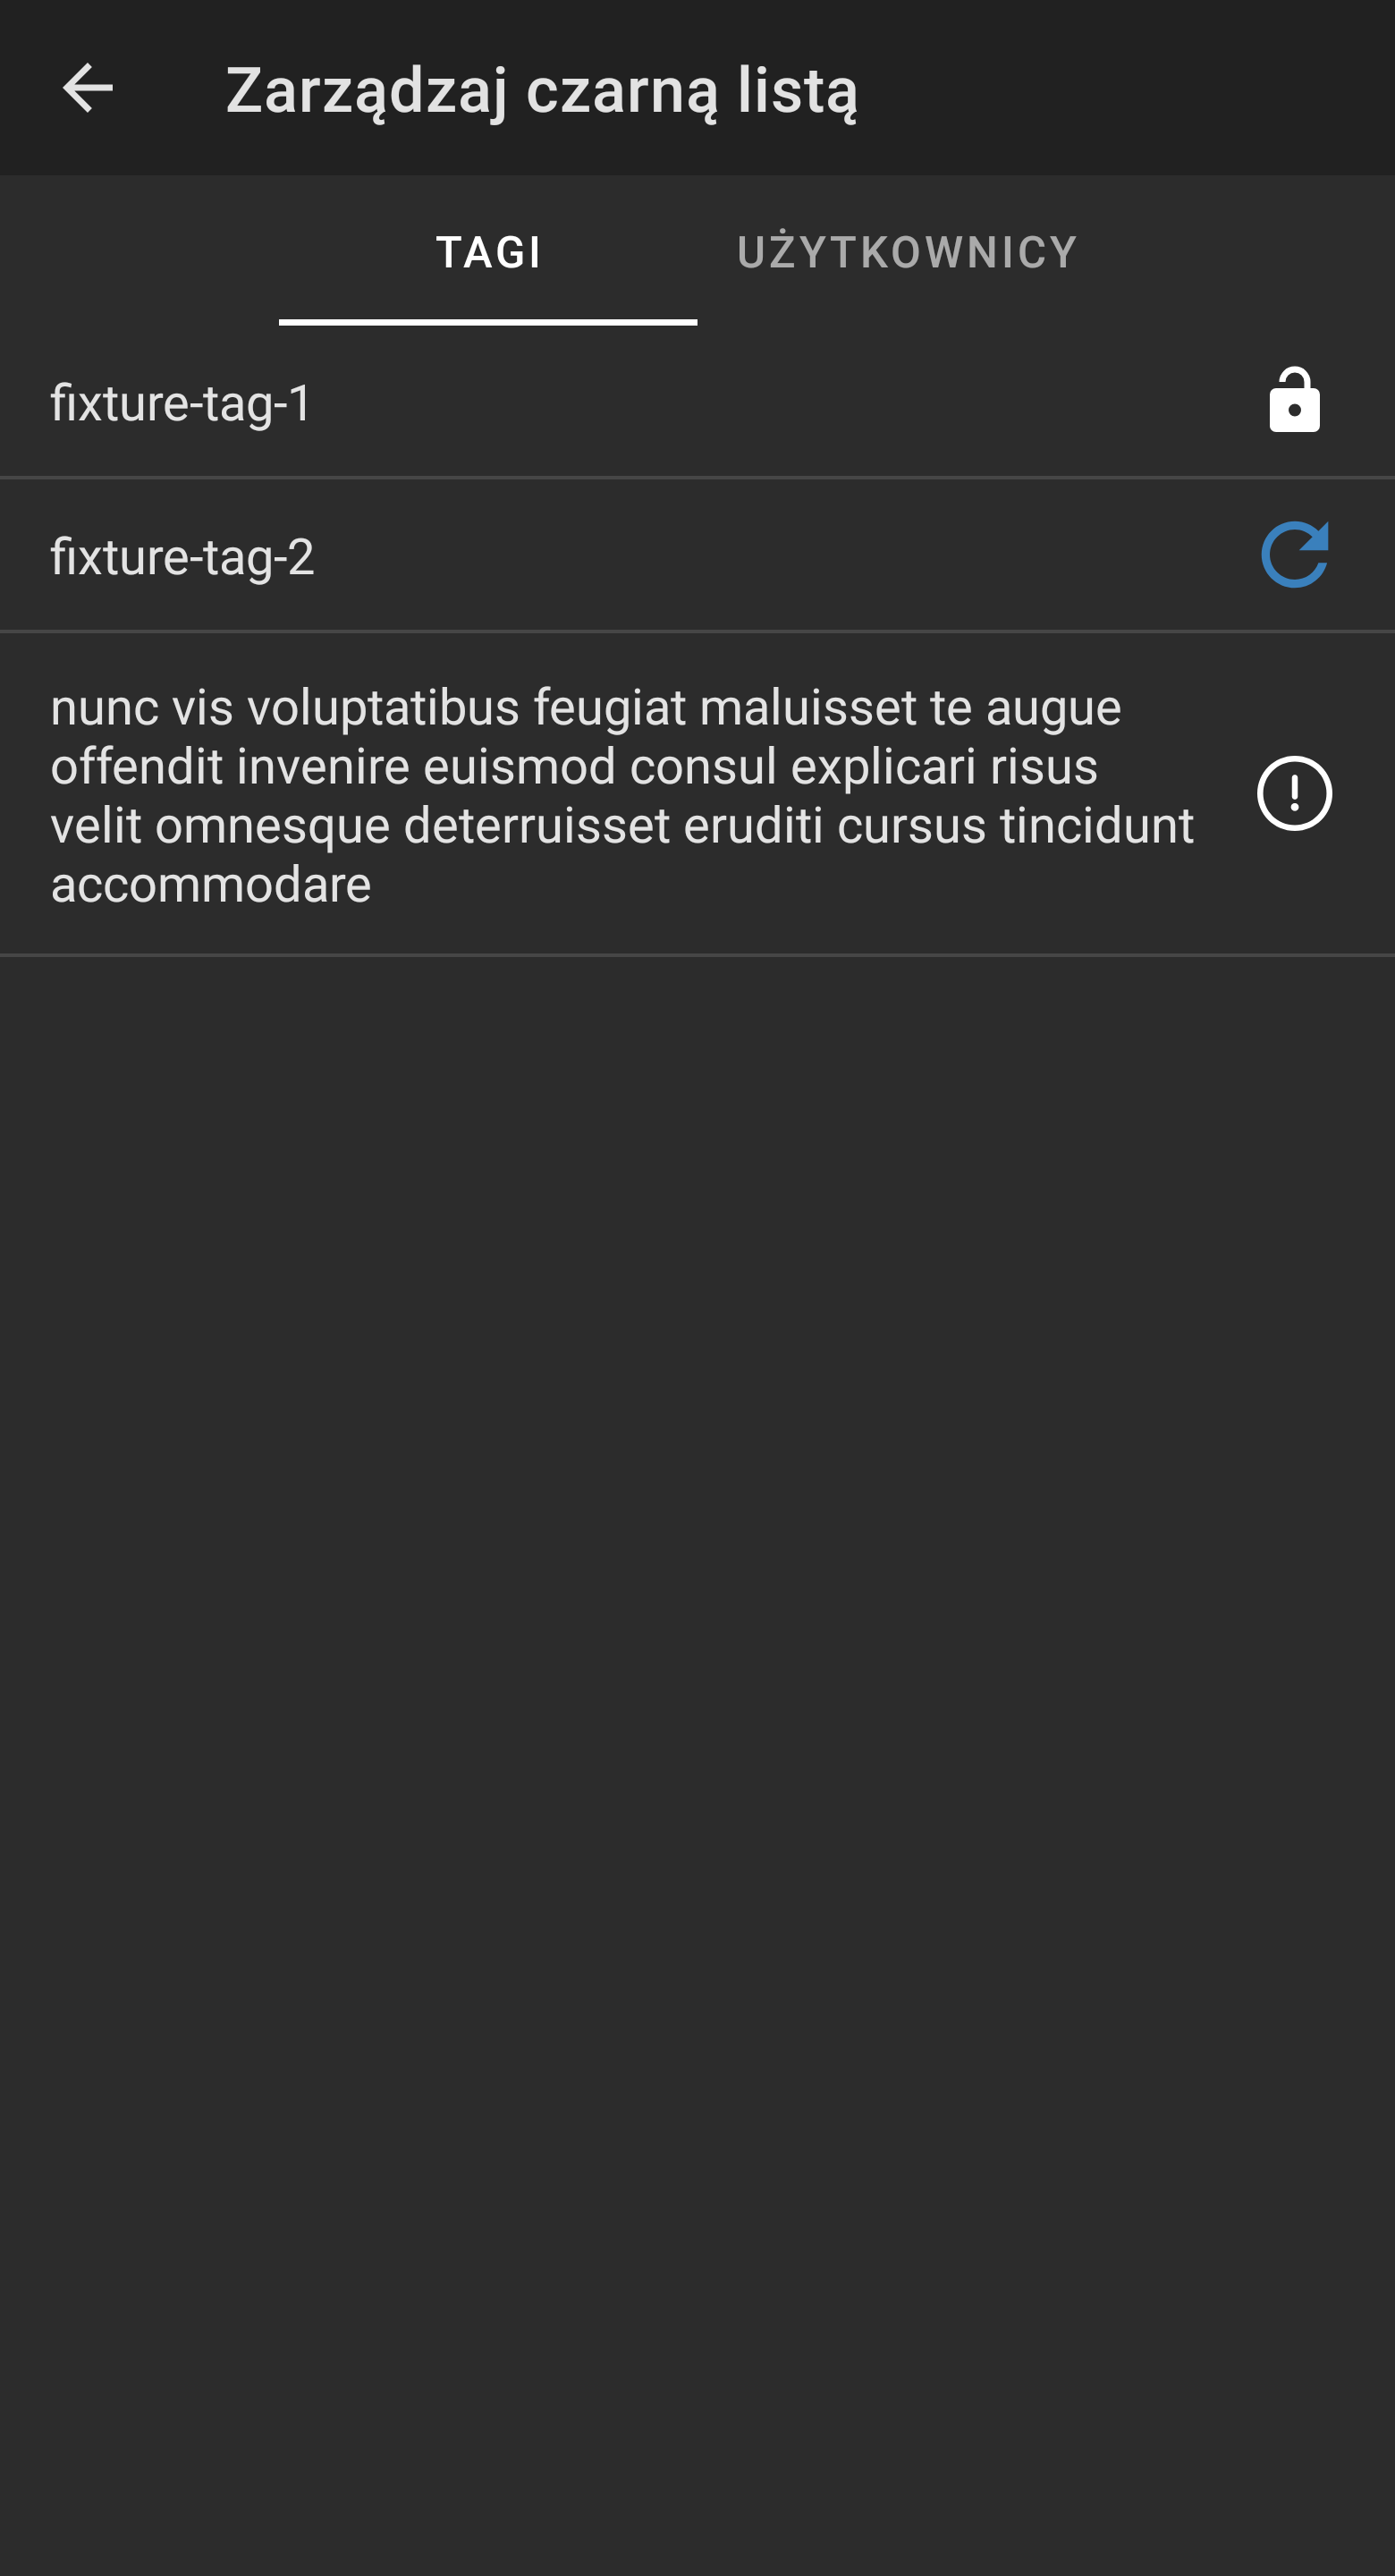 Zarządzaj czarną listą
TAGI
UŻYTKOWNICY
fixture-tag-1
fixture-tag-2
nunc vis voluptatibus feugiat maluisset te augue
offendit invenire euismod consul explicari risus
velit omnesque deterruisset eruditi cursus tincidunt
accommodare